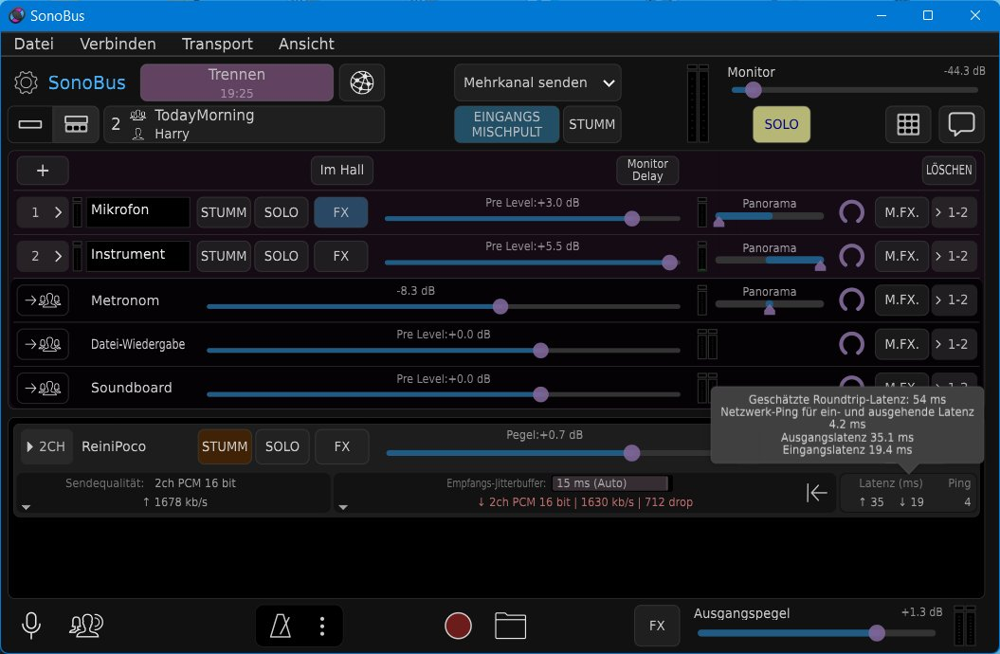 SonoBus
Datei Verbinden Transport Ansicht
SonoBus
Trennen
19:25
Mehrkanal senden
Monitor
-44.3 dB
2 TodayMorning
Harry
EINGANGS
MISCHPULT
STUMM
SOLO
+
Im Hall
Monitor
Delay
LÖSCHEN
1 > Mikrofon STUMM SOLO FX Pre Level:+3.0 dB Panorama M.FX. > 1-2
2 > Instrument STUMM SOLO FX Pre Level:+5.5 dB Panorama M.FX. > 1-2
Metronom -8.3 dB Panorama M.FX. > 1-2
Datei-Wiedergabe Pre Level:+0.0 dB M.FX. > 1-2
Soundboard Pre Level:+0.0 dB M.FX. > 1-2
Geschätzte Roundtrip-Latenz: 54 ms
Netzwerk-Ping für ein- und ausgehende Latenz
4.2 ms
Ausgangslatenz 35.1 ms
Eingangslatenz 19.4 ms
2CH ReiniPoco STUMM SOLO FX Pegel:+0.7 dB
Sendequalität: 2ch PCM 16 bit
↑ 1678 kb/s
Empfangs-Jitterbuffer: 15 ms (Auto)
↓ 2ch PCM 16 bit | 1630 kb/s | 712 drop
Latenz (ms) Ping
↑ 35 ↓ 19 4
FX
Ausgangspegel
+1.3 dB